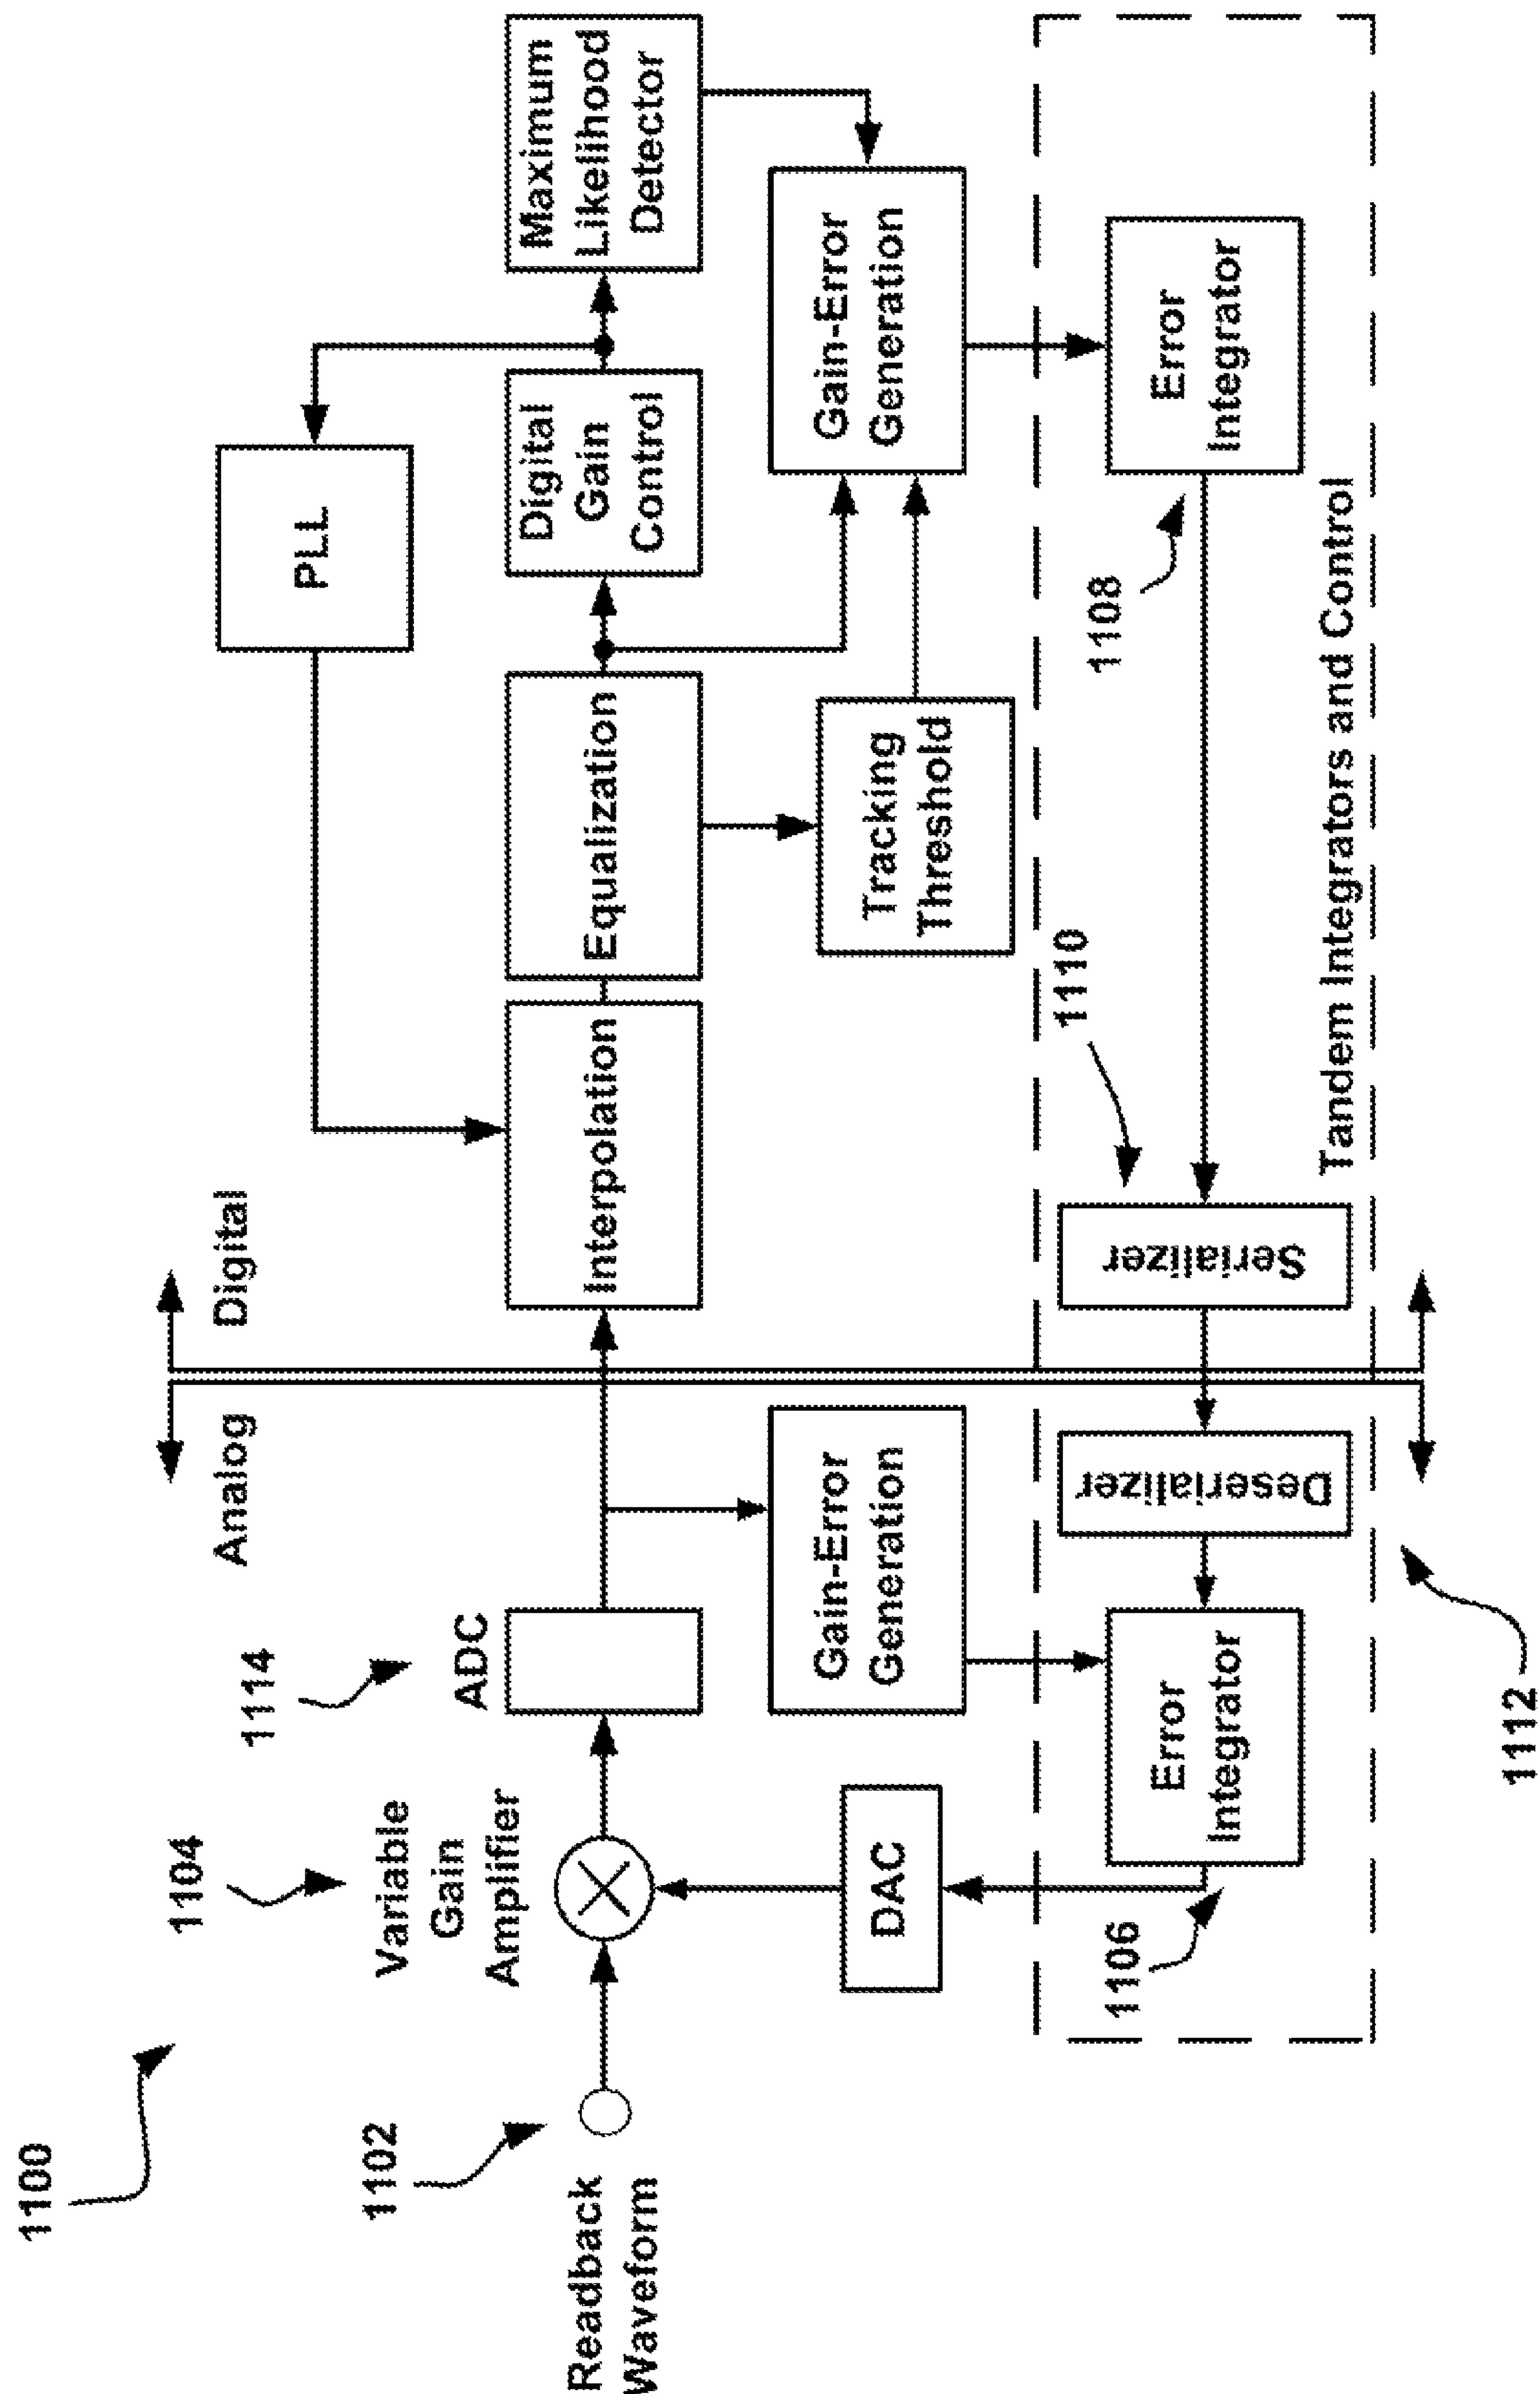 1100
1102
Readback
Waveform
1104
Variable
Gain
Amplifier
1114
ADC
Analog
Digital
DAC
Gain-Error
Generation
1106
Error
Integrator
Deserializer
1112
Serializer
1110
Interpolation
Equalization
PLL
Digital
Gain
Control
Maximum
Likelihood
Detector
Tracking
Threshold
Gain-Error
Generation
1108
Error
Integrator
Tandem Integrators and Control